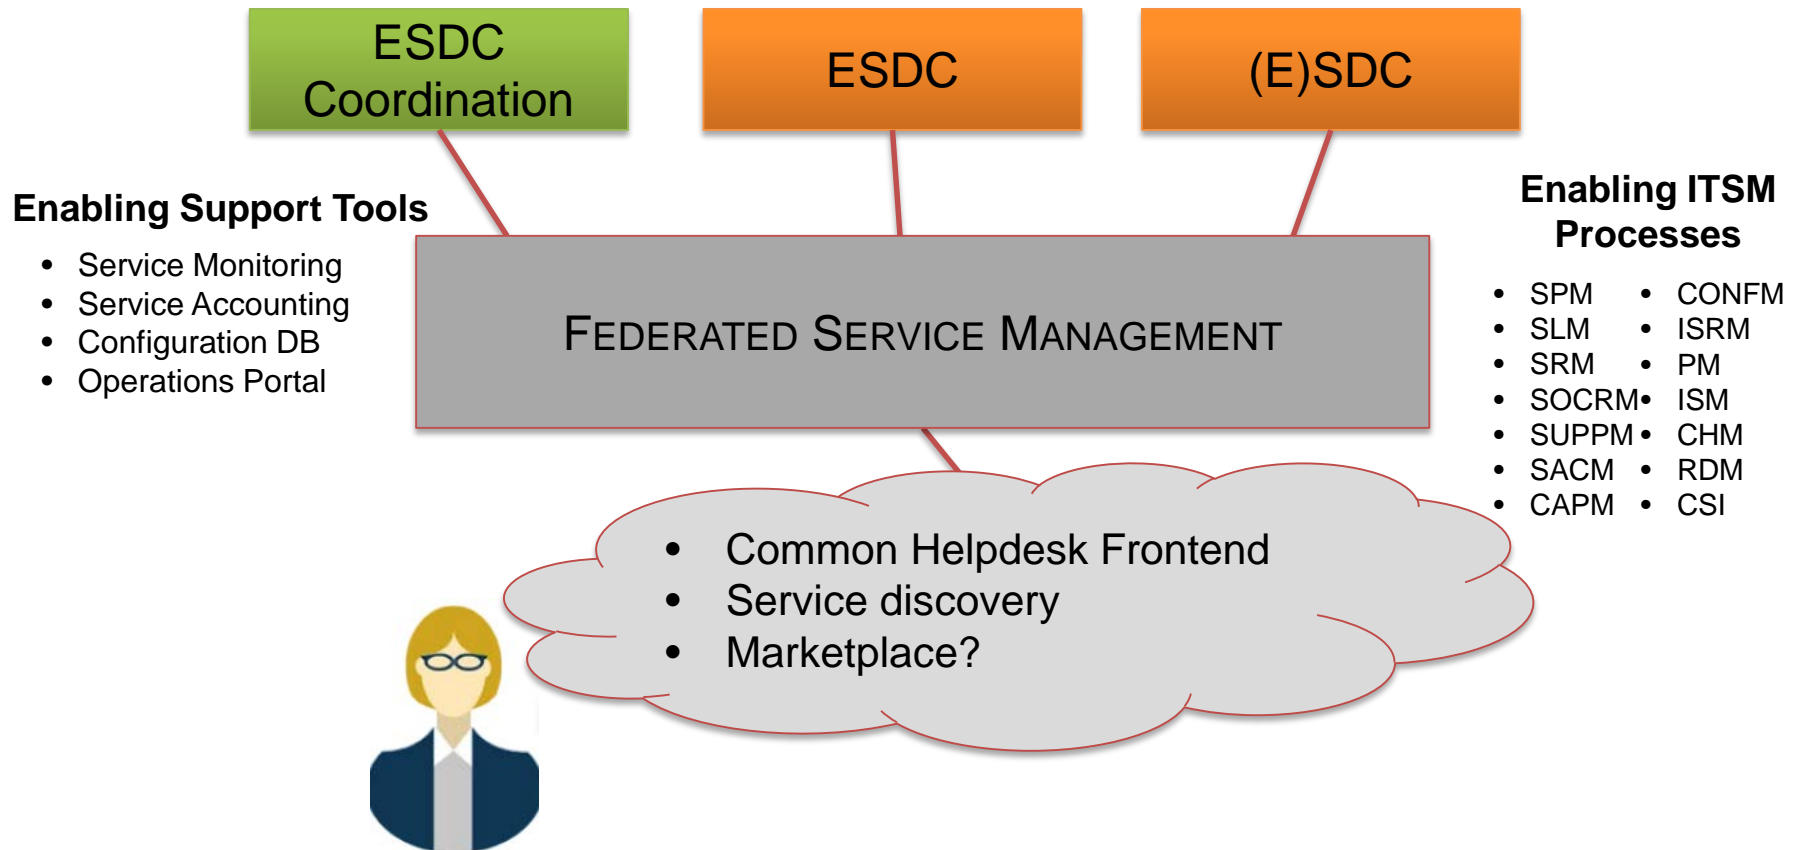 ESDC
Coordination
ESDC
(E)SDC
Enabling Support Tools
• Service Monitoring
• Service Accounting
• Configuration DB
• Operations Portal
FEDERATED SERVICE MANAGEMENT
Enabling ITSM
Processes
• SPM
• SLM
• SRM
• SOCRM
• SUPPM
• SACM
• CAPM
• CONFM
• ISRM
• PM
• ISM
• CHM
• RDM
• CSI
• Common Helpdesk Frontend
• Service discovery
• Marketplace?